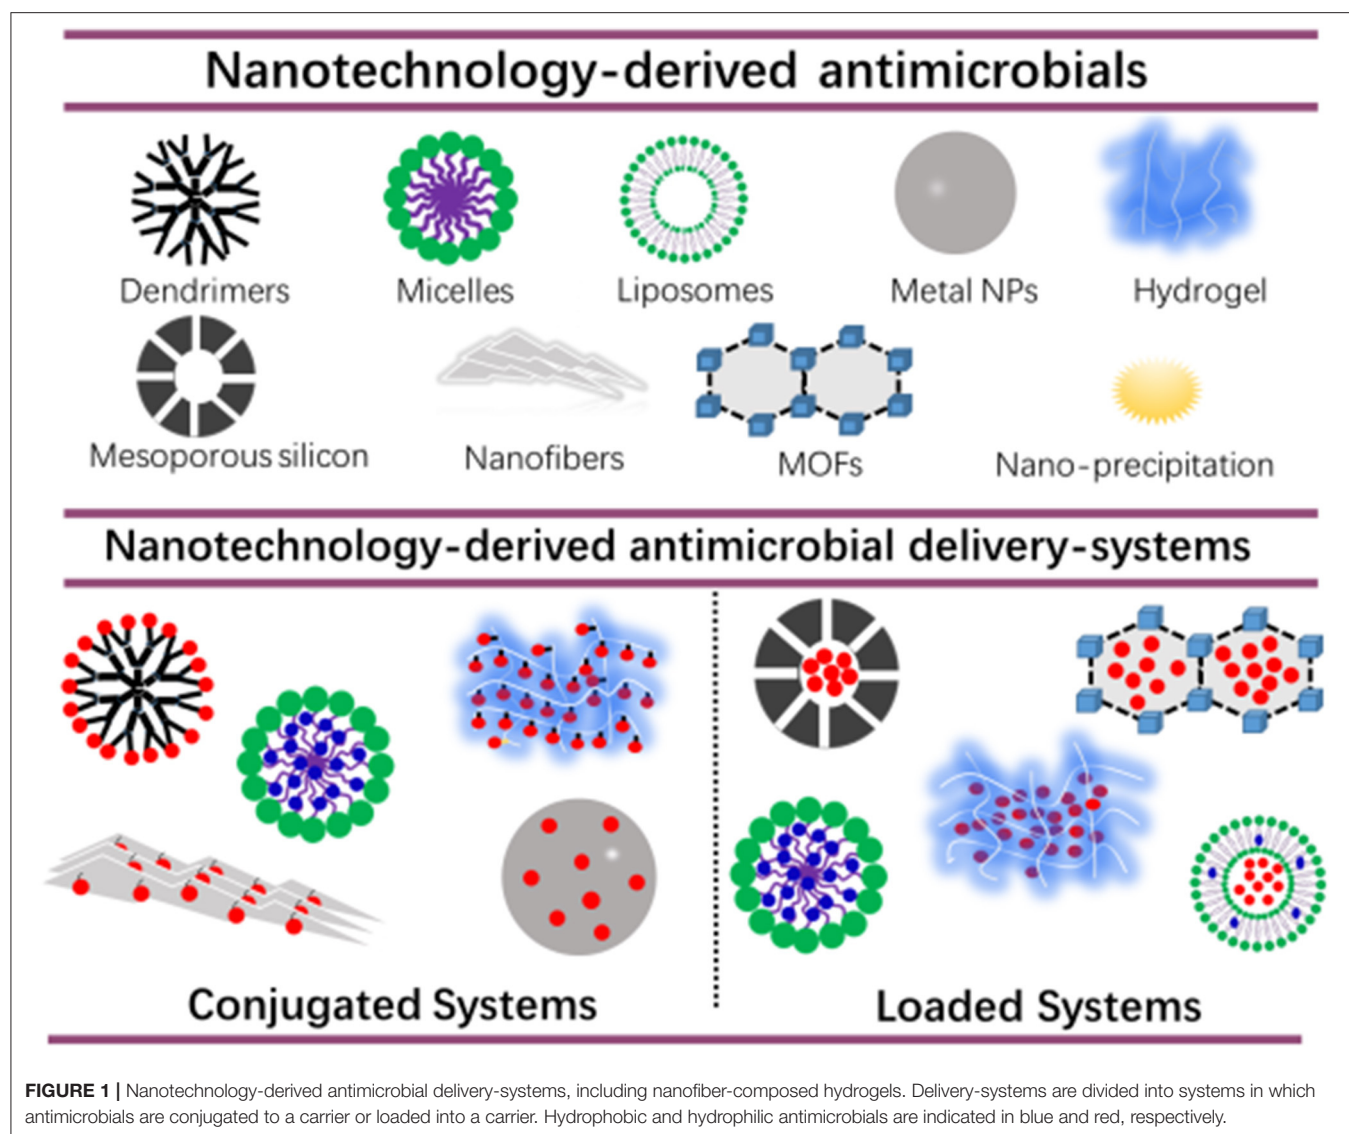 Nanotechnology-derived antimicrobials
Dendrimers
Micelles
Liposomes
Metal NPs
Hydrogel
Mesoporous silicon
Nanofibers
MOFs
Nano-precipitation
Nanotechnology-derived antimicrobial delivery-systems
Conjugated Systems
Loaded Systems
FIGURE 1 | Nanotechnology-derived antimicrobial delivery-systems, including nanofiber-composed hydrogels. Delivery-systems are divided into systems in which
antimicrobials are conjugated to a carrier or loaded into a carrier. Hydrophobic and hydrophilic antimicrobials are indicated in blue and red, respectively.